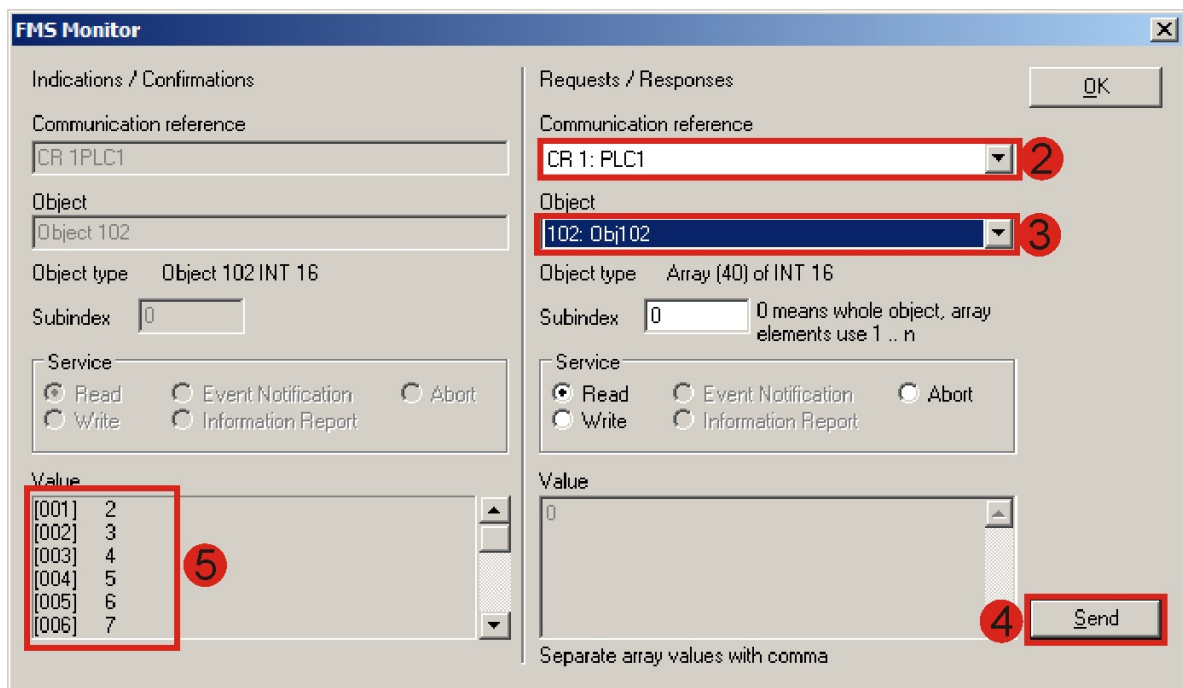 FMS Monitor
Indications / Confirmations
Communication reference
CR 1PLC1
Object
Object 102
Object type Object 102 INT 16
Subindex 0
Service
Read Event Notification Abort
Write Information Report
Value
[001] 2
[002] 3
[003] 4
[004] 5
[005] 6
[006] 7
5
Requests / Responses
Communication reference
CR 1: PLC1
2
Object
102: Obj102
3
Object type Array (40) of INT 16
Subindex 0 0 means whole object, array
elements use 1 .. n
Service
Read Event Notification Abort
Write Information Report
Value
0
Separate array values with comma
OK
4
Send